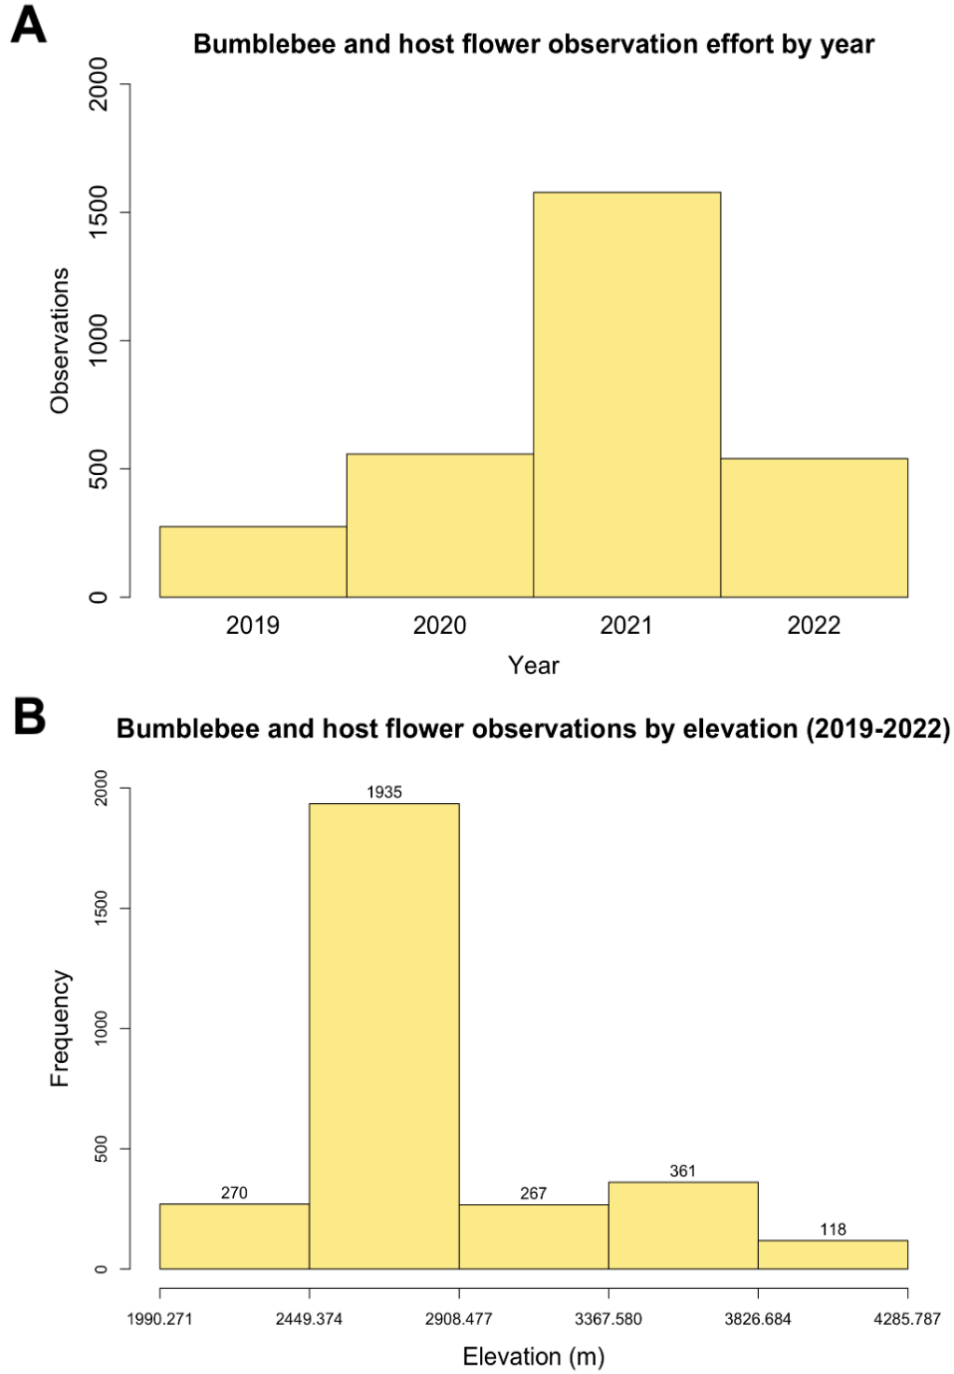 A
Bumblebee and host flower observation effort by year
2000
1500
1000
500
0
Observations
2019 2020 2021 2022
Year
B
Bumblebee and host flower observations by elevation (2019-2022)
2000
1500
1000
500
0
Frequency
270 1935 267 361 118
1990.271 2449.374 2908.477 3367.580 3826.684 4285.787
Elevation (m)